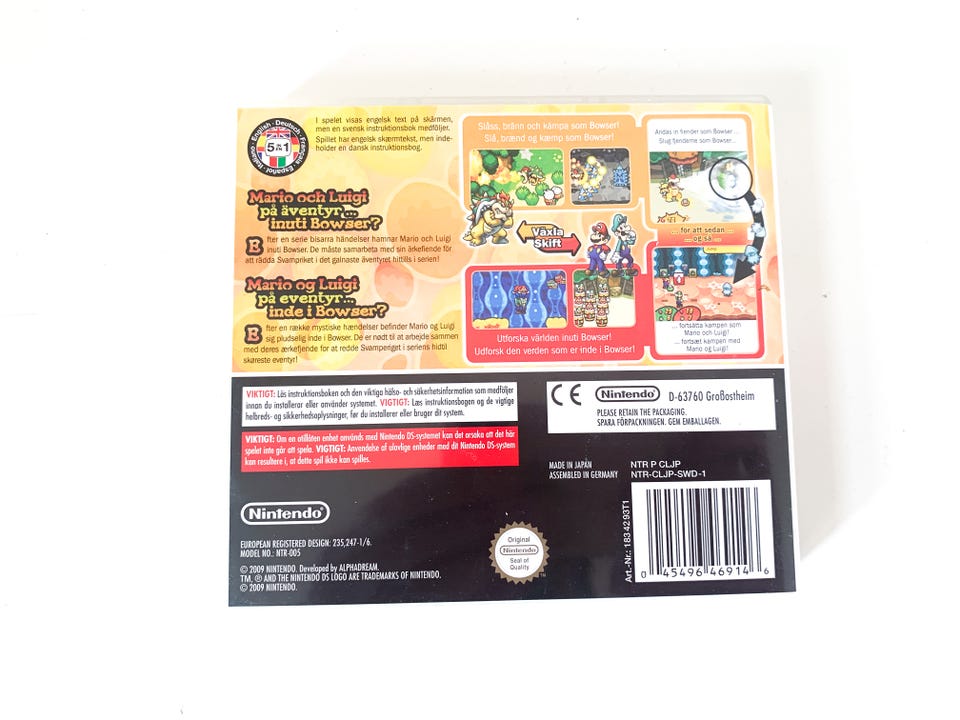 English · Deutsch · Français · Español · Italiano
5 IN 1
I spelet visas engelsk text på skärmen,
men en svensk instruktionsbok medföljer.
Spillet har engelsk skærmtekst, men inde-
holder en dansk instruktionsbog.
Mario och Luigi
på äventyr...
inuti Bowser?
Efter en serie bisarra händelser hamnar Mario och Luigi
inuti Bowser. De måste samarbeta med sin ärkefiende för
att rädda Svampriket i det galnaste äventyret hittills i serien!
Mario og Luigi
på eventyr...
inde i Bowser?
Efter en række mystiske hændelser befinder Mario og Luigi
sig pludselig inde i Bowser. De er nødt til at arbejde sammen
med deres ærkefjende for at redde Svamperiget i seriens hidtil
skøreste eventyr!
Slåss, bränn och kämpa som Bowser!
Slå, brænd og kæmp som Bowser!
Växla
Skift
Utforska världen inuti Bowser!
Udforsk den verden som er inde i Bowser!
Andas in fiender som Bowser...
Slug fjenderne som Bowser...
... för att sedan ...
... og så ...
... fortsätta kampen som
Mario och Luigi!
... fortsæt kampen med
Mario og Luigi!
VIKTIGT: Läs instruktionsboken och den viktiga hälso- och säkerhetsinformation som medföljer
innan du installerar eller använder systemet. VIGTIGT: Læs instruktionsbogen og de vigtige
helbreds- og sikkerhedsoplysninger, før du installerer eller bruger dit system.
VIKTIGT: Om en otillåten enhet används med Nintendo DS-systemet kan det orsaka att det här
spelet inte går att spela. VIGTIGT: Anvendelse af ulovlige enheder med dit Nintendo DS-system
kan resultere i, at dette spil ikke kan spilles.
CE Nintendo® D-63760 Großostheim
PLEASE RETAIN THE PACKAGING.
SPARA FÖRPACKNINGEN. GEM EMBALLAGEN.
MADE IN JAPAN
ASSEMBLED IN GERMANY
NTR P CLJP
NTR-CLJP-SWD-1
Art.-Nr.: 1834293T1
0 45496 46914 6
Nintendo®
EUROPEAN REGISTERED DESIGN: 235,247-1/6.
MODEL NO.: NTR-005
© 2009 NINTENDO. Developed by ALPHADREAM.
TM, ® AND THE NINTENDO DS LOGO ARE TRADEMARKS OF NINTENDO.
© 2009 NINTENDO.
Original
Nintendo
Seal of
Quality
TM